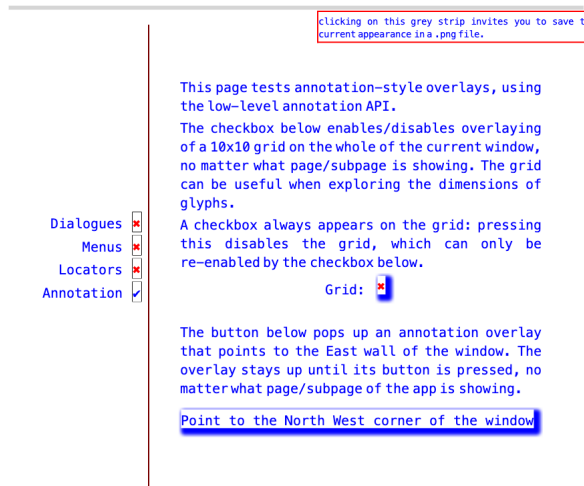 clicking on this grey strip invites you to save t
current appearance in a .png file.
This page tests annotation-style overlays, using
the low-level annotation API.
The checkbox below enables/disables overlaying
of a 10x10 grid on the whole of the current window,
no matter what page/subpage is showing. The grid
can be useful when exploring the dimensions of
glyphs.
A checkbox always appears on the grid: pressing
this disables the grid, which can only be
re-enabled by the checkbox below.
Grid:
Dialogues
Menus
Locators
Annotation
The button below pops up an annotation overlay
that points to the East wall of the window. The
overlay stays up until its button is pressed, no
matter what page/subpage of the app is showing.
Point to the North West corner of the window